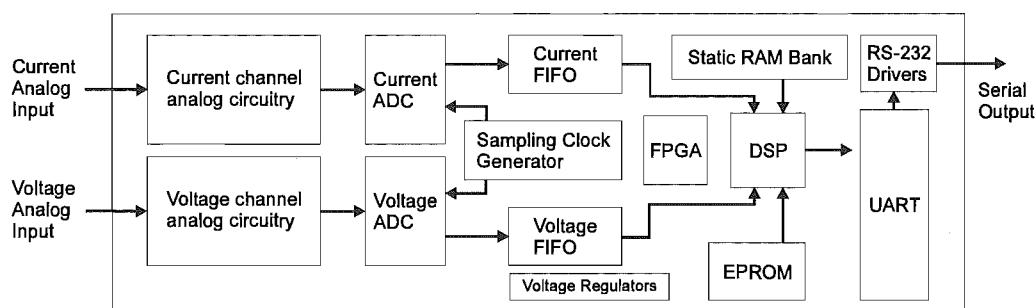 Current
Analog
Input
Current channel
analog circuitry
Current
ADC
Current
FIFO
Static RAM Bank
RS-232
Drivers
Serial
Output
Sampling Clock
Generator
FPGA
DSP
UART
Voltage
Analog
Input
Voltage channel
analog circuitry
Voltage
ADC
Voltage
FIFO
EPROM
Voltage Regulators